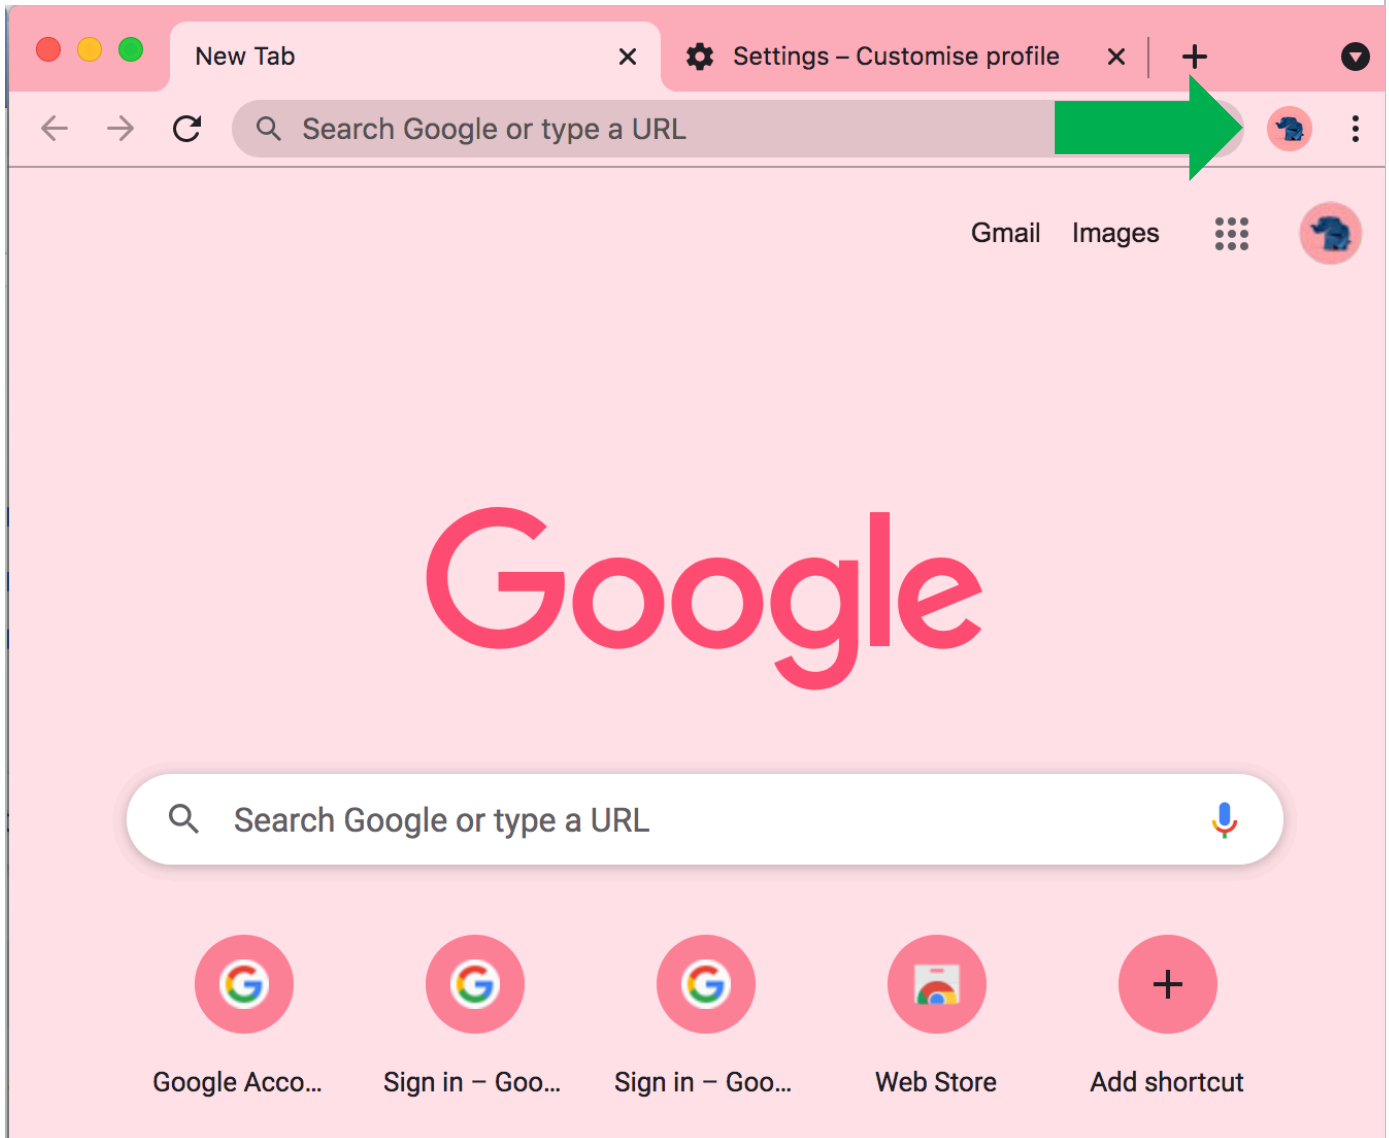 New Tab
Settings – Customise profile
Search Google or type a URL
Gmail Images
Google
Search Google or type a URL
Google Acco... Sign in – Goo... Sign in – Goo... Web Store Add shortcut